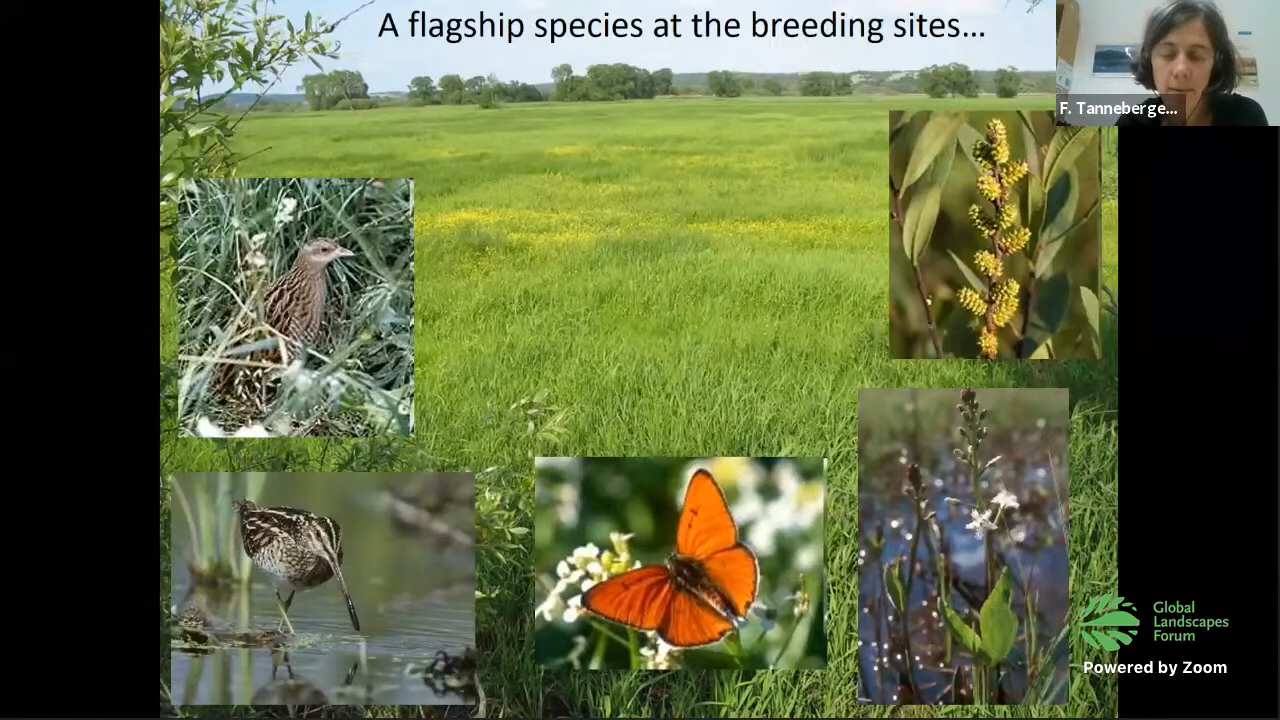 A flagship species at the breeding sites…
F. Tanneberge...
Global
Landscapes
Forum
Powered by Zoom